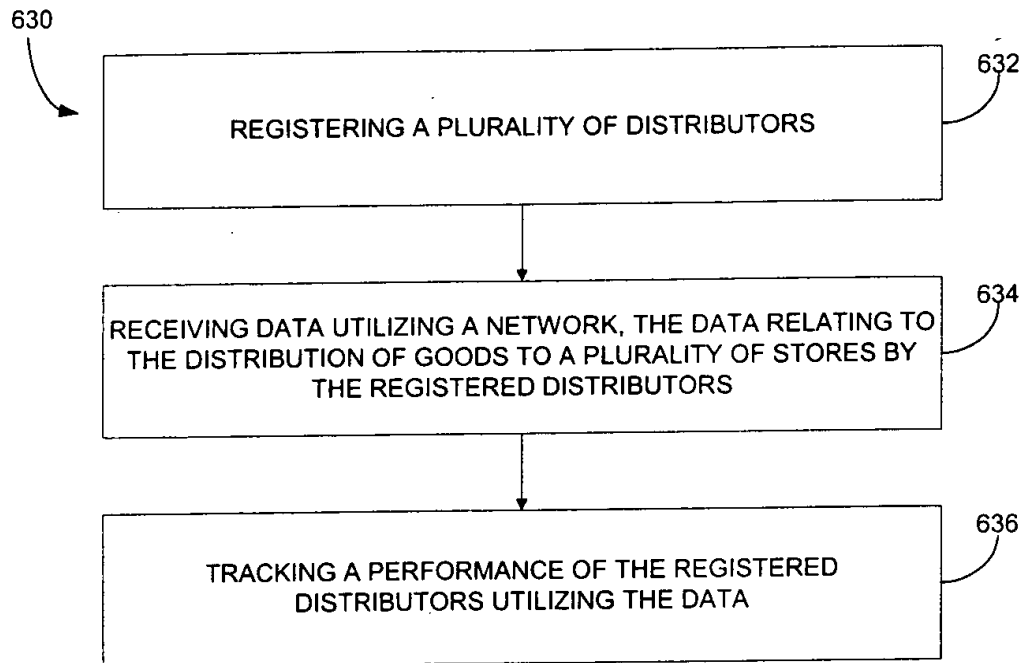 630
632
REGISTERING A PLURALITY OF DISTRIBUTORS
634
RECEIVING DATA UTILIZING A NETWORK, THE DATA RELATING TO
THE DISTRIBUTION OF GOODS TO A PLURALITY OF STORES BY
THE REGISTERED DISTRIBUTORS
636
TRACKING A PERFORMANCE OF THE REGISTERED
DISTRIBUTORS UTILIZING THE DATA